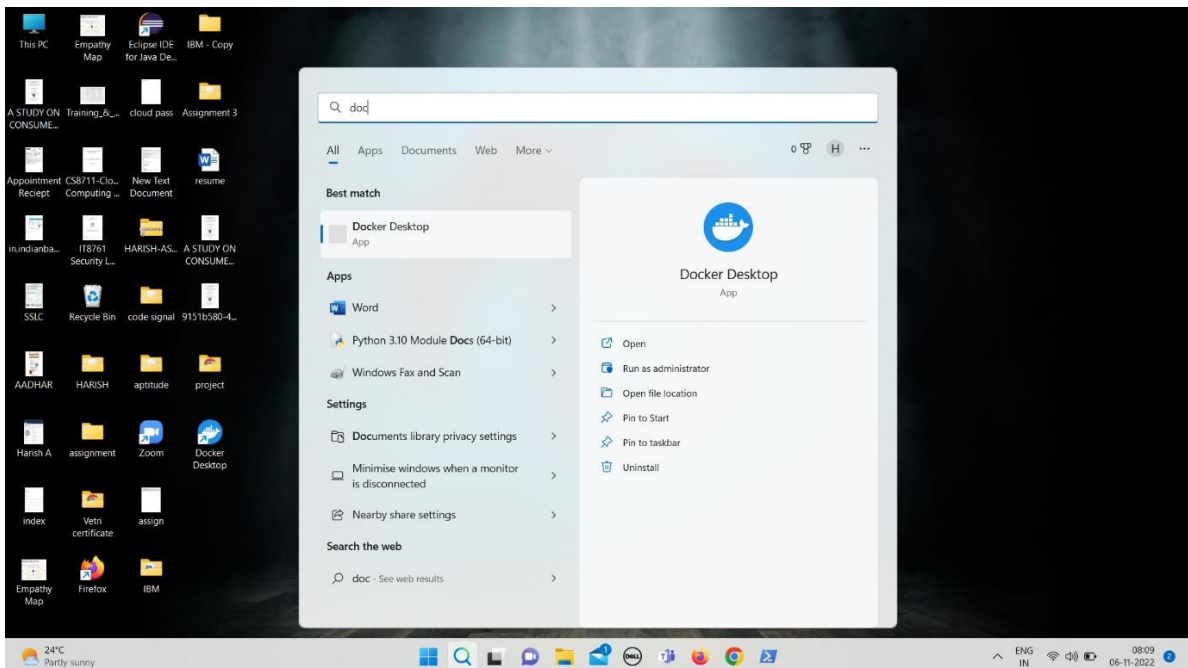 This PC
Empathy
Map
Eclipse IDE
for Java De...
IBM - Copy
A STUDY ON
CONSUME...
Training_&_...
cloud pass
Assignment 3
Appointment
Reciept
CS8711-Clo...
Computing ...
New Text
Document
resume
in.indianba...
IT8761
Security L...
HARISH-AS...
A STUDY ON
CONSUME...
SSLC
Recycle Bin
code signal
9151b580-4...
AADHAR
HARISH
aptitude
project
Harish A
assignment
Zoom
Docker
Desktop
index
Vetri
certificate
assign
Empathy
Map
Firefox
IBM
doc
All Apps Documents Web More
0 H ...
Best match
Docker Desktop
App
Apps
Word
Python 3.10 Module Docs (64-bit)
Windows Fax and Scan
Settings
Documents library privacy settings
Minimise windows when a monitor
is disconnected
Nearby share settings
Search the web
doc - See web results
Docker Desktop
App
Open
Run as administrator
Open file location
Pin to Start
Pin to taskbar
Uninstall
24°C
Partly sunny
DELL
1
ENG
IN
08:09
06-11-2022
2